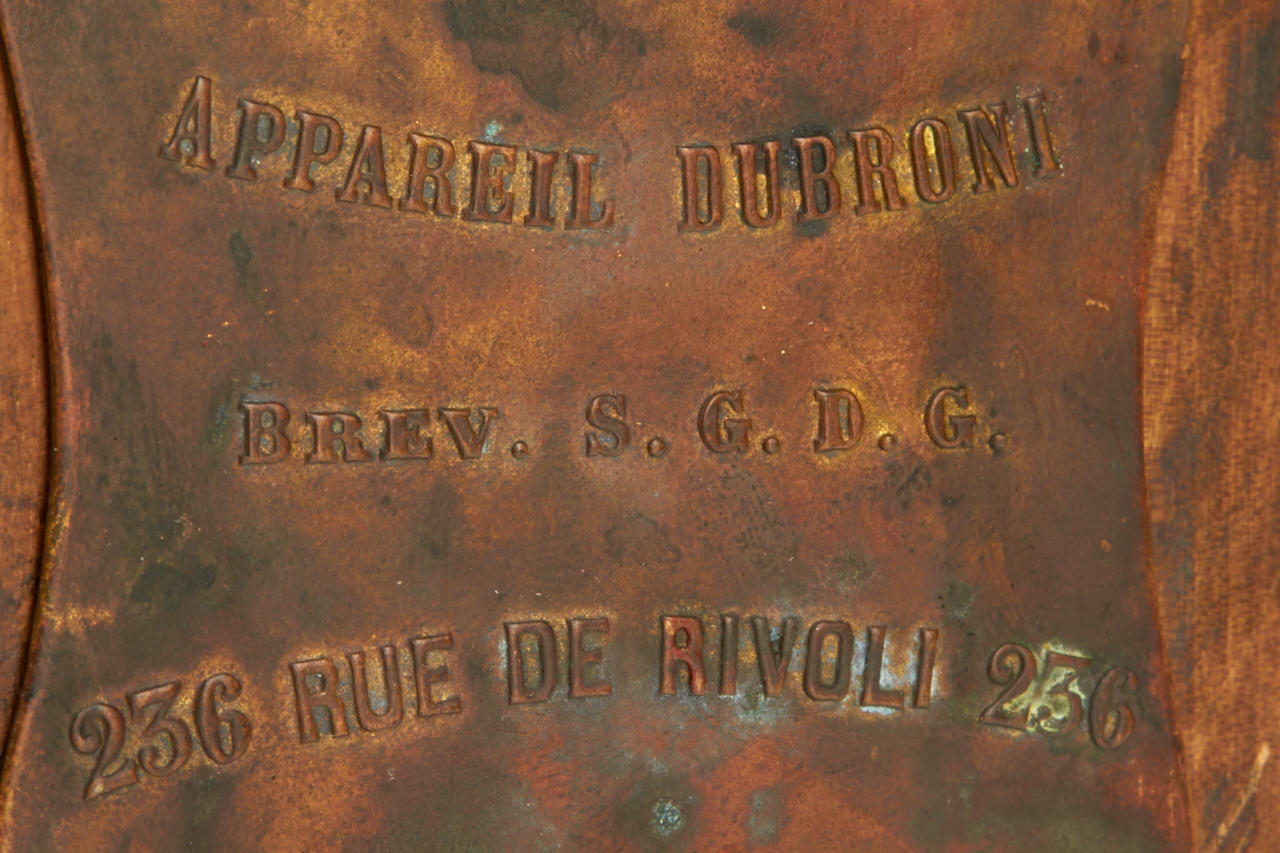 APPAREIL DUBRONI
BREV. S. G. D. G.
236 RUE DE RIVOLI 236